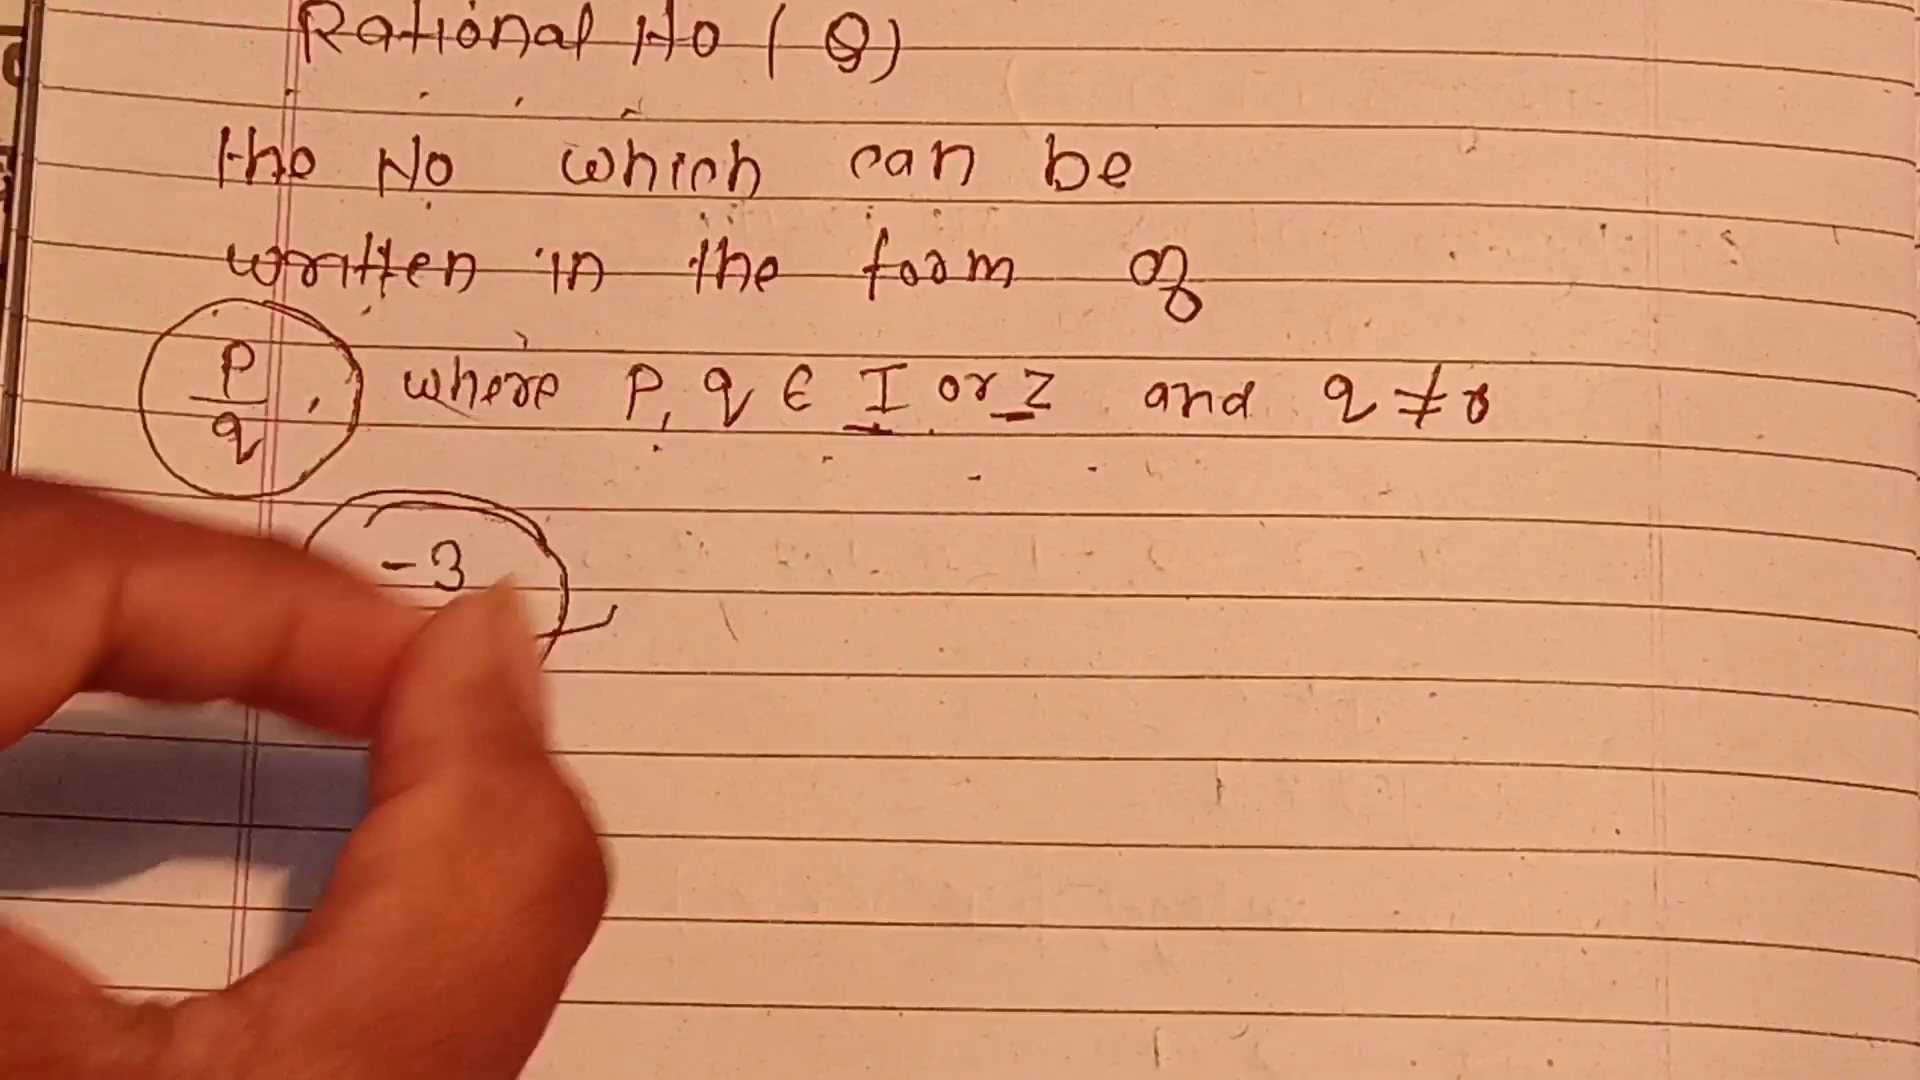 Rational No (Q)
the No which can be
written in the form of
P/q, where P, q ∈ I or Z and q ≠ 0
-3